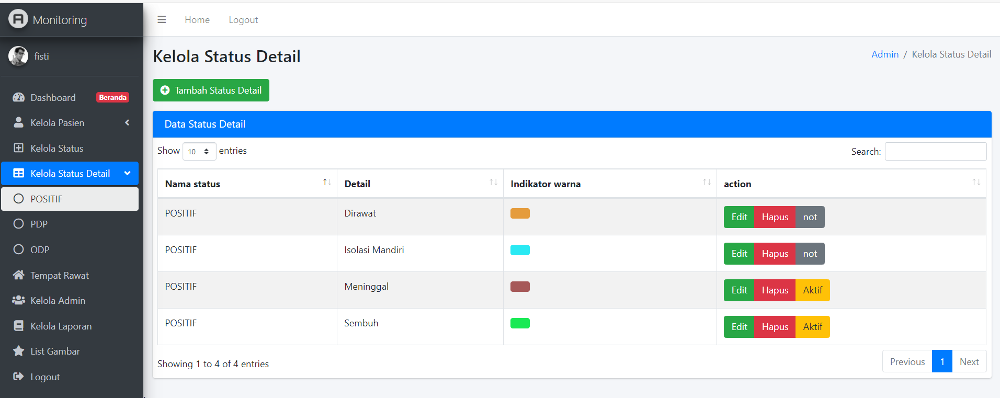 Monitoring
Home
Logout
fisti
Dashboard Beranda
Kelola Pasien
Kelola Status
Kelola Status Detail
POSITIF
PDP
ODP
Tempat Rawat
Kelola Admin
Kelola Laporan
List Gambar
Logout
Kelola Status Detail
Admin / Kelola Status Detail
Tambah Status Detail
Data Status Detail
Show 10 entries
Search:
Nama status Detail Indikator warna action
POSITIF Dirawat Edit Hapus not
POSITIF Isolasi Mandiri Edit Hapus not
POSITIF Meninggal Edit Hapus Aktif
POSITIF Sembuh Edit Hapus Aktif
Showing 1 to 4 of 4 entries
Previous 1 Next